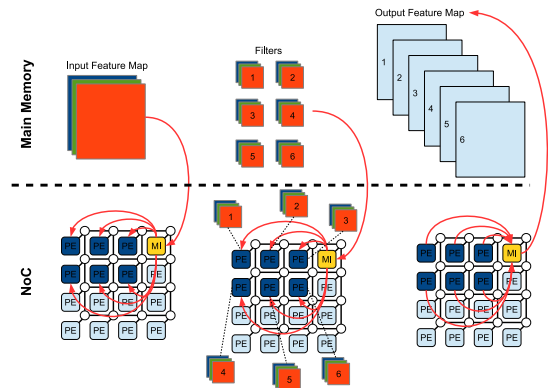 Output Feature Map
Input Feature Map
Filters
Main Memory
1 2
3 4
5 6
1
2
3
4
5
6
NoC
1 2 3
PE PE PE MI
PE PE PE PE
PE PE PE PE
PE PE PE PE
PE PE PE MI
PE PE PE PE
PE PE PE PE
PE PE PE PE
4 5 6
PE PE PE MI
PE PE PE PE
PE PE PE PE
PE PE PE PE